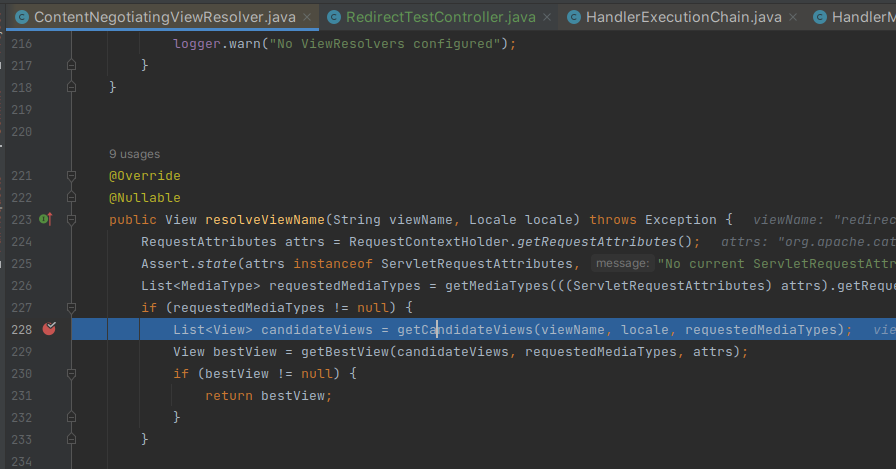 ContentNegotiatingViewResolver.java RedirectTestController.java HandlerExecutionChain.java
216 logger.warn("No ViewResolvers configured");
217 }
218 }
219
220
9 usages
221 @Override
222 @Nullable
223 public View resolveViewName(String viewName, Locale locale) throws Exception { viewName: "redirec
224 RequestAttributes attrs = RequestContextHolder.getRequestAttributes(); attrs: "org.apache.cat
225 Assert.state(attrs instanceof ServletRequestAttributes, message: "No current ServletRequestAttr
226 List<MediaType> requestedMediaTypes = getMediaTypes(((ServletRequestAttributes) attrs).getReque
227 if (requestedMediaTypes != null) {
228 List<View> candidateViews = getCandidateViews(viewName, locale, requestedMediaTypes); vie
229 View bestView = getBestView(candidateViews, requestedMediaTypes, attrs);
230 if (bestView != null) {
231 return bestView;
232 }
233 }
234